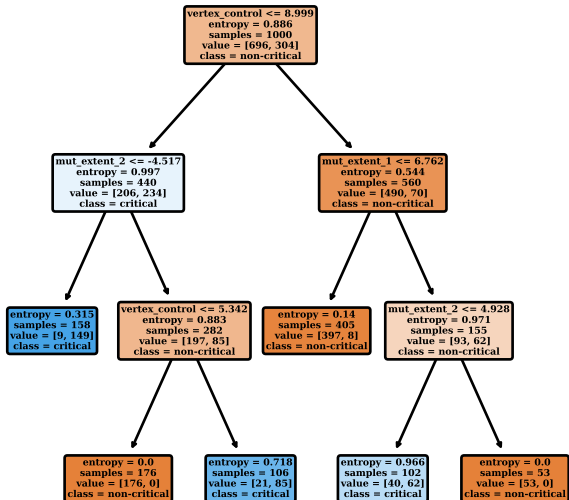 vertex_control <= 8.999
entropy = 0.886
samples = 1000
value = [696, 304]
class = non-critical
mut_extent_2 <= -4.517
entropy = 0.997
samples = 440
value = [206, 234]
class = critical
mut_extent_1 <= 6.762
entropy = 0.544
samples = 560
value = [490, 70]
class = non-critical
entropy = 0.315
samples = 158
value = [9, 149]
class = critical
vertex_control <= 5.342
entropy = 0.883
samples = 282
value = [197, 85]
class = non-critical
entropy = 0.14
samples = 405
value = [397, 8]
class = non-critical
mut_extent_2 <= 4.928
entropy = 0.971
samples = 155
value = [93, 62]
class = non-critical
entropy = 0.0
samples = 176
value = [176, 0]
class = non-critical
entropy = 0.718
samples = 106
value = [21, 85]
class = critical
entropy = 0.966
samples = 102
value = [40, 62]
class = critical
entropy = 0.0
samples = 53
value = [53, 0]
class = non-critical